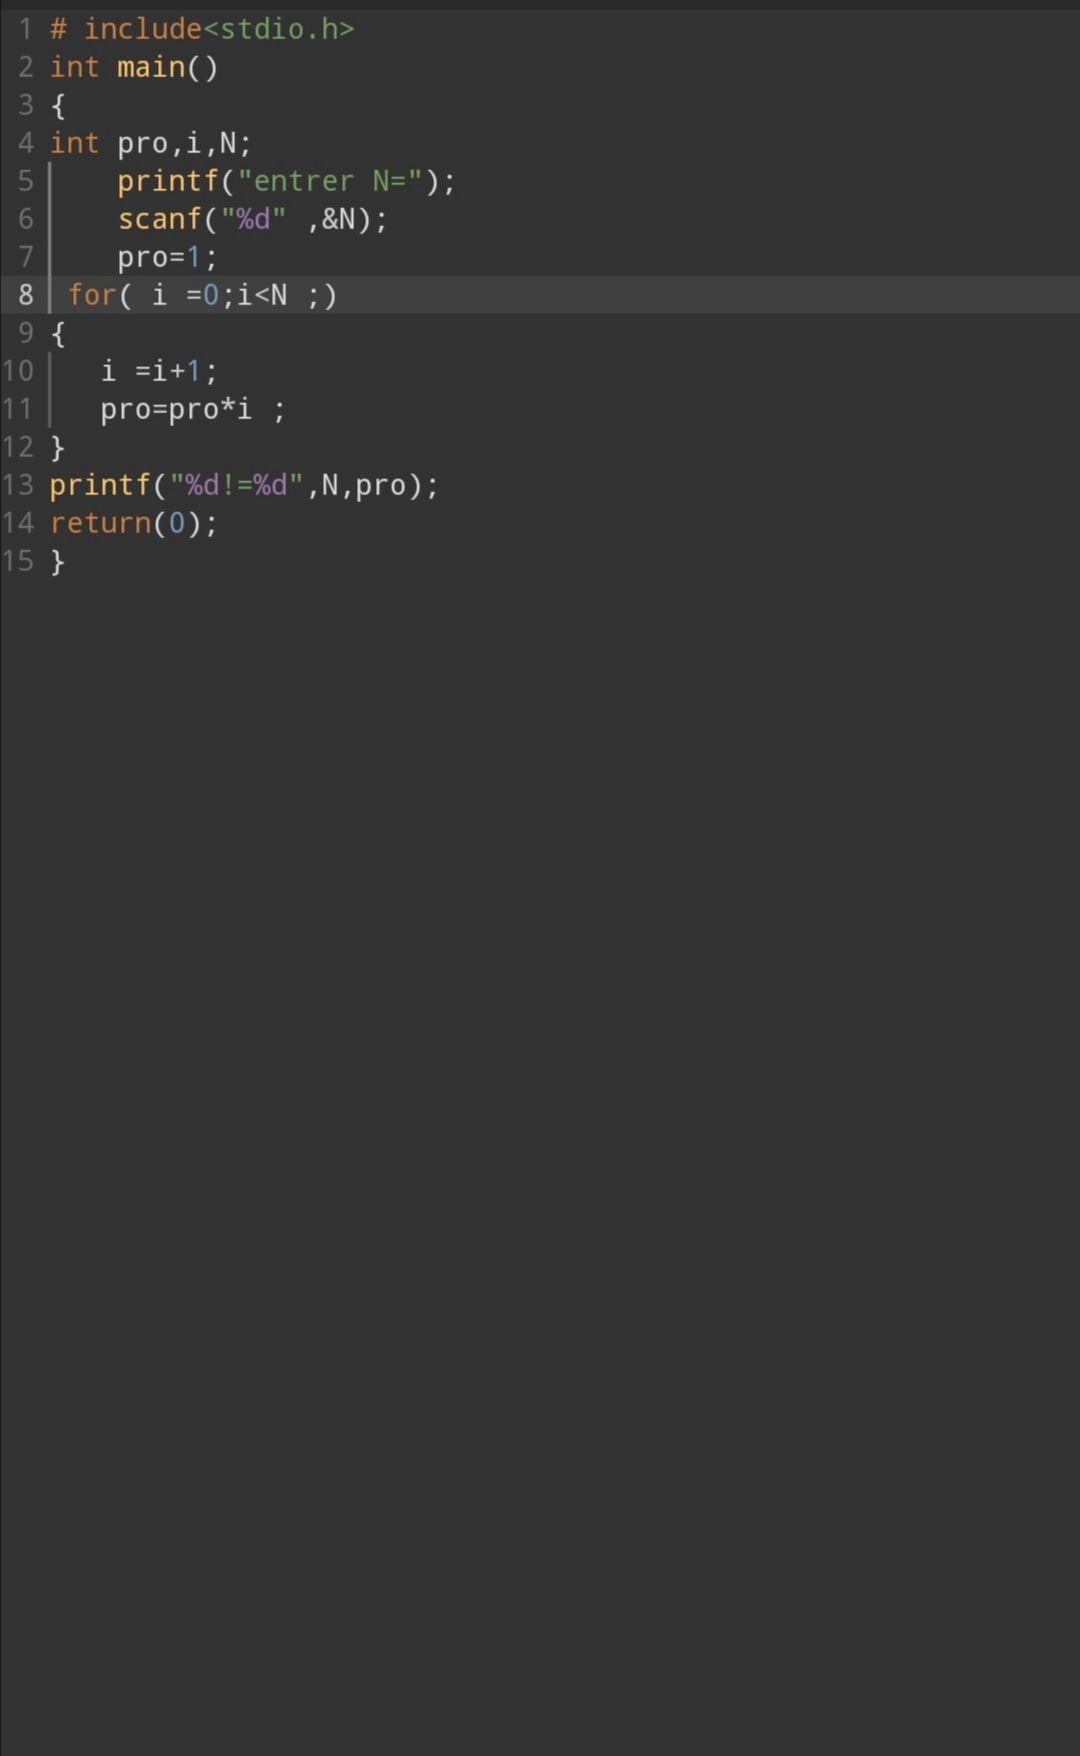 1 # include<stdio.h>
2 int main()
3 {
4 int pro,i,N;
5     printf("entrer N=");
6     scanf("%d" ,&N);
7     pro=1;
8  for( i =0;i<N ;)
9 {
10    i =i+1;
11    pro=pro*i ;
12 }
13 printf("%d!=%d",N,pro);
14 return(0);
15 }